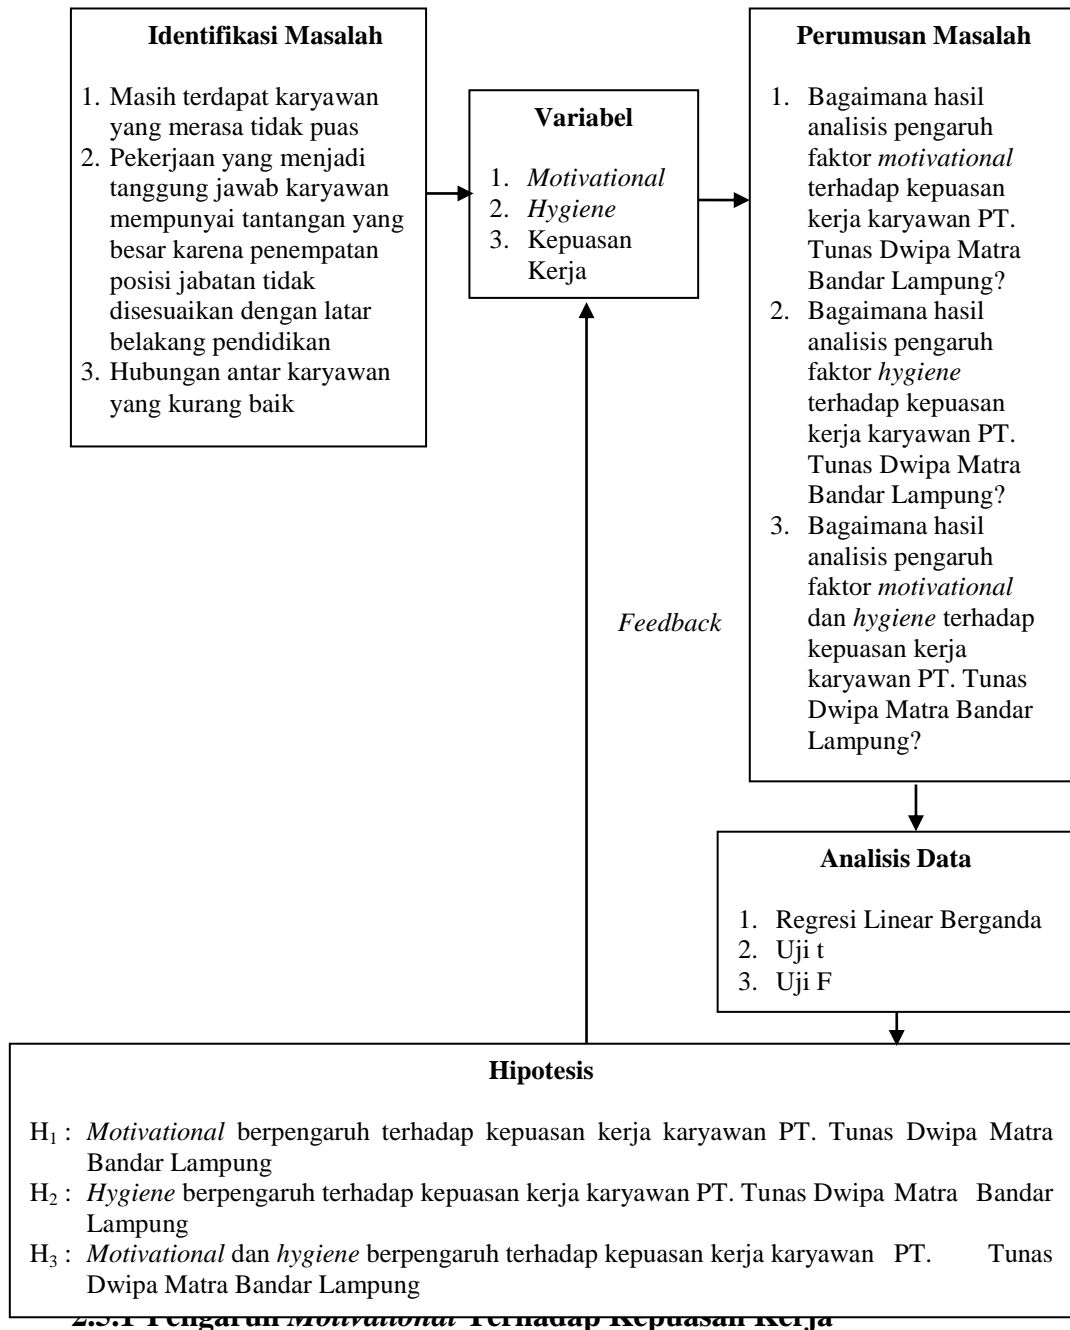 Identifikasi Masalah
1. Masih terdapat karyawan
yang merasa tidak puas
2. Pekerjaan yang menjadi
tanggung jawab karyawan
mempunyai tantangan yang
besar karena penempatan
posisi jabatan tidak
disesuaikan dengan latar
belakang pendidikan
3. Hubungan antar karyawan
yang kurang baik
Variabel
1. Motivational
2. Hygiene
3. Kepuasan
Kerja
Perumusan Masalah
1. Bagaimana hasil
analisis pengaruh
faktor motivational
terhadap kepuasan
kerja karyawan PT.
Tunas Dwipa Matra
Bandar Lampung?
2. Bagaimana hasil
analisis pengaruh
faktor hygiene
terhadap kepuasan
kerja karyawan PT.
Tunas Dwipa Matra
Bandar Lampung?
3. Bagaimana hasil
analisis pengaruh
faktor motivational
dan hygiene terhadap
kepuasan kerja
karyawan PT. Tunas
Dwipa Matra Bandar
Lampung?
Feedback
Analisis Data
1. Regresi Linear Berganda
2. Uji t
3. Uji F
Hipotesis
H₁ : Motivational berpengaruh terhadap kepuasan kerja karyawan PT. Tunas Dwipa Matra
Bandar Lampung
H₂ : Hygiene berpengaruh terhadap kepuasan kerja karyawan PT. Tunas Dwipa Matra Bandar
Lampung
H₃ : Motivational dan hygiene berpengaruh terhadap kepuasan kerja karyawan PT. Tunas
Dwipa Matra Bandar Lampung
2.5.1 Pengaruh Motivational Terhadap Kepuasan Kerja